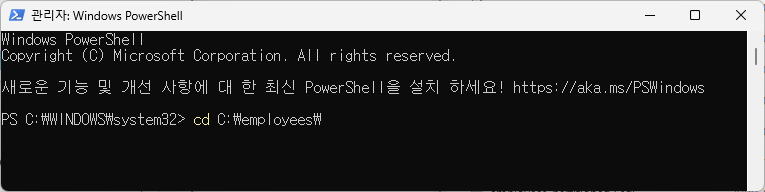 관리자: Windows PowerShell
Windows PowerShell
Copyright (C) Microsoft Corporation. All rights reserved.
새로운 기능 및 개선 사항에 대 한 최신 PowerShell을 설치 하세요! https://aka.ms/PSWindows
PS C:₩WINDOWS₩system32> cd C:₩employees₩